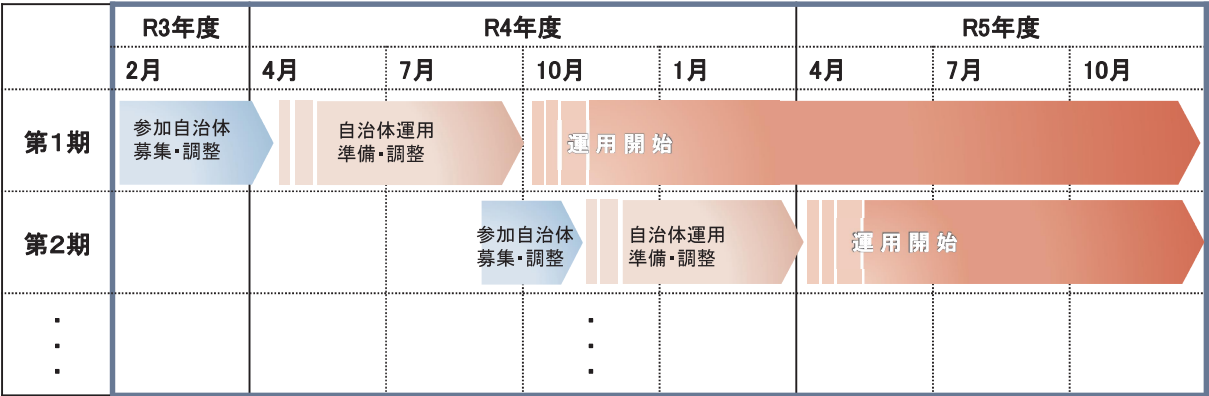 R3年度 R4年度 R5年度
2月 4月 7月 10月 1月 4月 7月 10月
第1期
参加自治体
募集・調整
自治体運用
準備・調整
運用開始
第2期
参加自治体
募集・調整
自治体運用
準備・調整
運用開始
・ ・
・ ・
・ ・